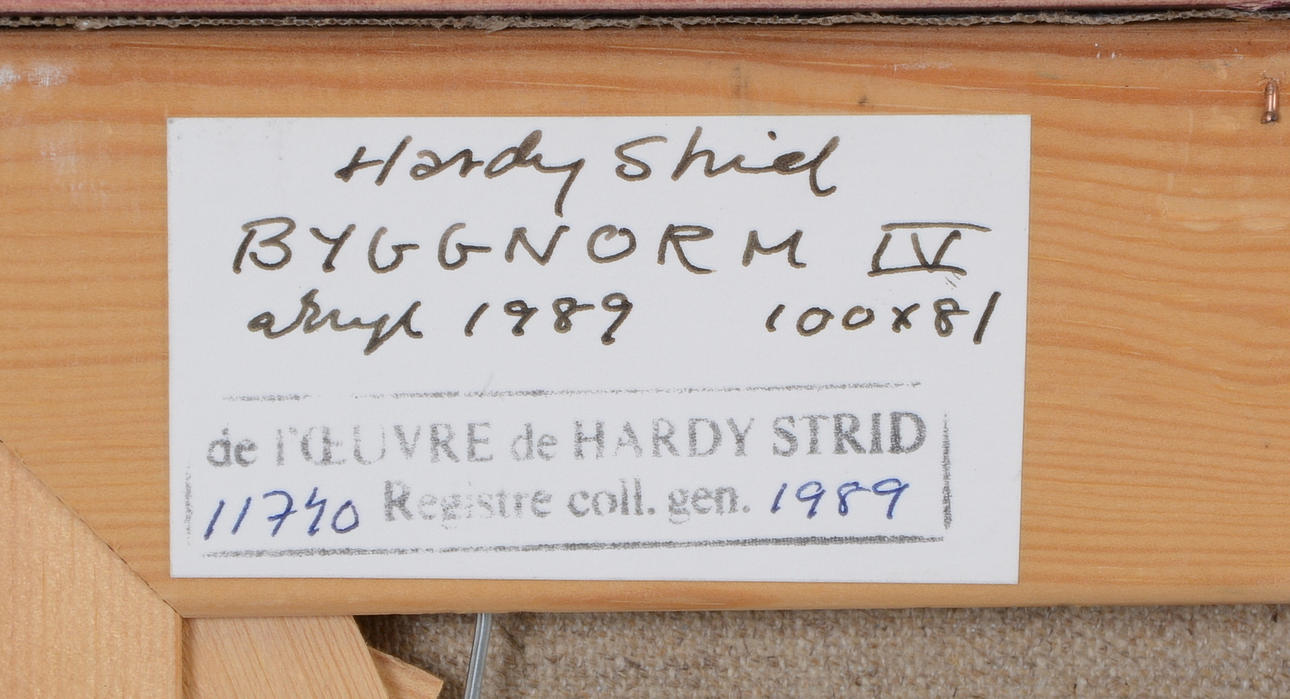 Hardy Strid
BYGGNORM IV
akryl 1989 100x81
de l'ŒUVRE de HARDY STRID
11740 Registre coll. gen. 1989